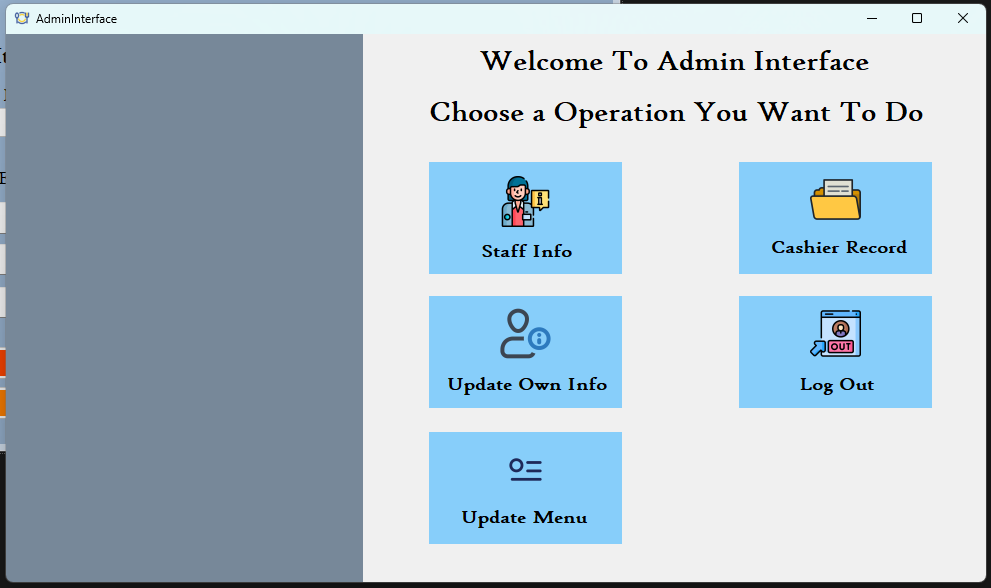 AdminInterface
Welcome To Admin Interface
Choose a Operation You Want To Do
i
Staff Info
Cashier Record
i
Update Own Info
OUT
Log Out
Update Menu